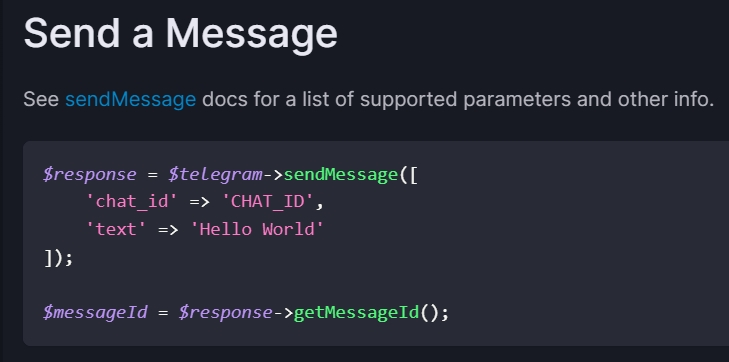 Send a Message
See sendMessage docs for a list of supported parameters and other info.
$response = $telegram->sendMessage([
    'chat_id' => 'CHAT_ID',
    'text' => 'Hello World'
]);

$messageId = $response->getMessageId();